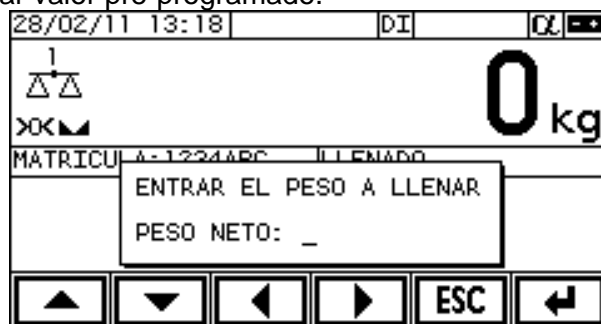 ar valor pre programado.
28/02/11 13:18 DI α
1
0 kg
MATRICULA:1234ABC LLENADO
ENTRAR EL PESO A LLENAR
PESO NETO: _
ESC